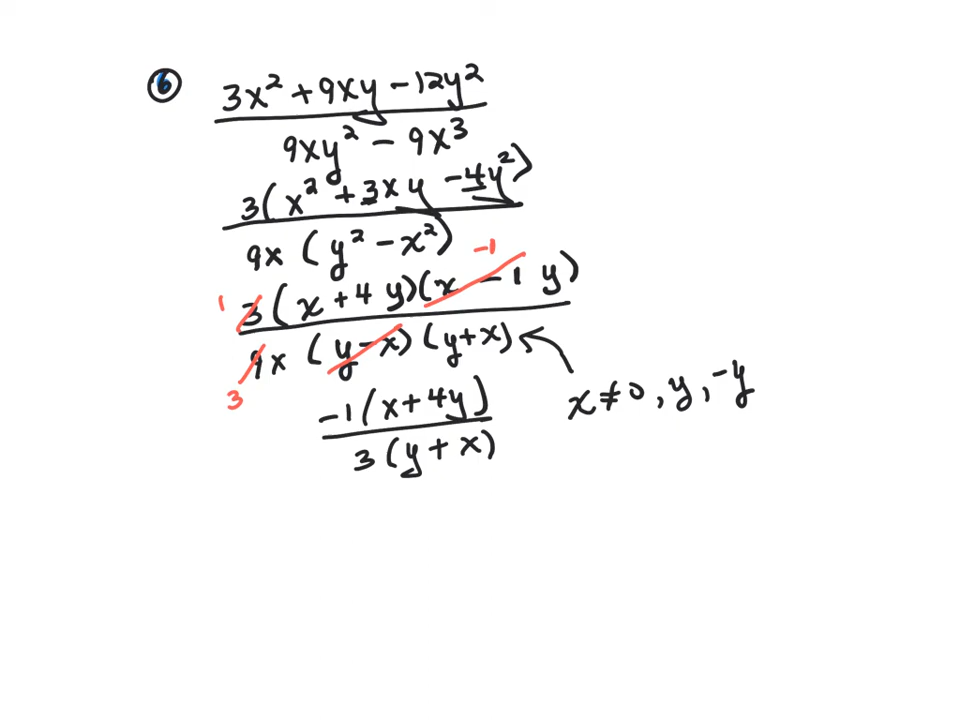 ⑥ 3x² + 9xy - 12y²
9xy² - 9x³
3(x² + 3xy - 4y²)
9x (y² - x²)
-1
1 3 (x + 4y)(x - 1y)
9x (y - x) (y + x)
3
x ≠ 0, y, -y
-1(x + 4y)
3(y + x)